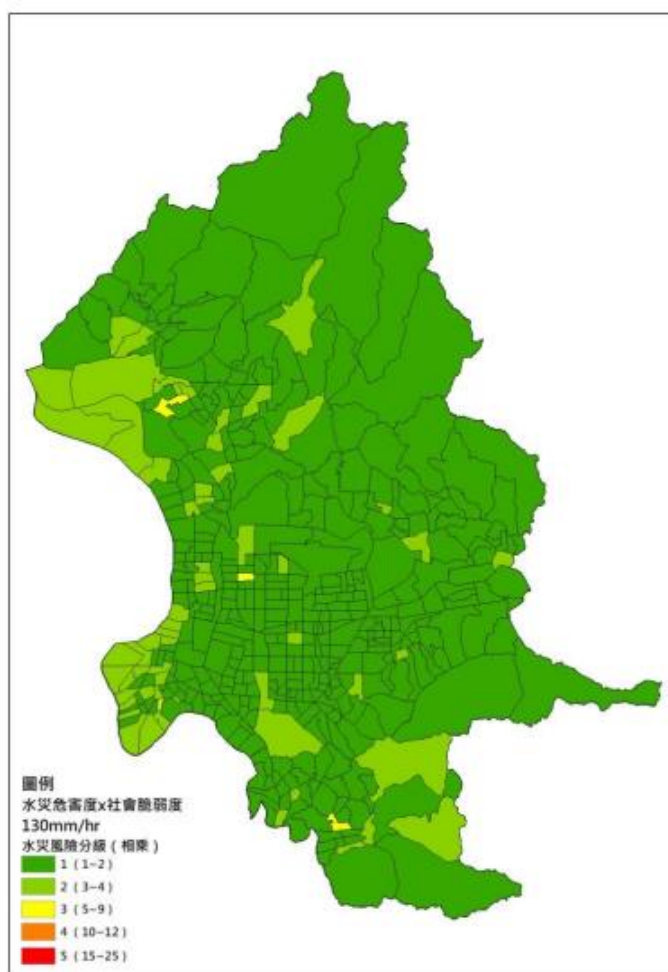 圖例
水災危害度x社會脆弱度
130mm/hr
水災風險分級（相乘）
1（1~2）
2（3~4）
3（5~9）
4（10~12）
5（15~25）